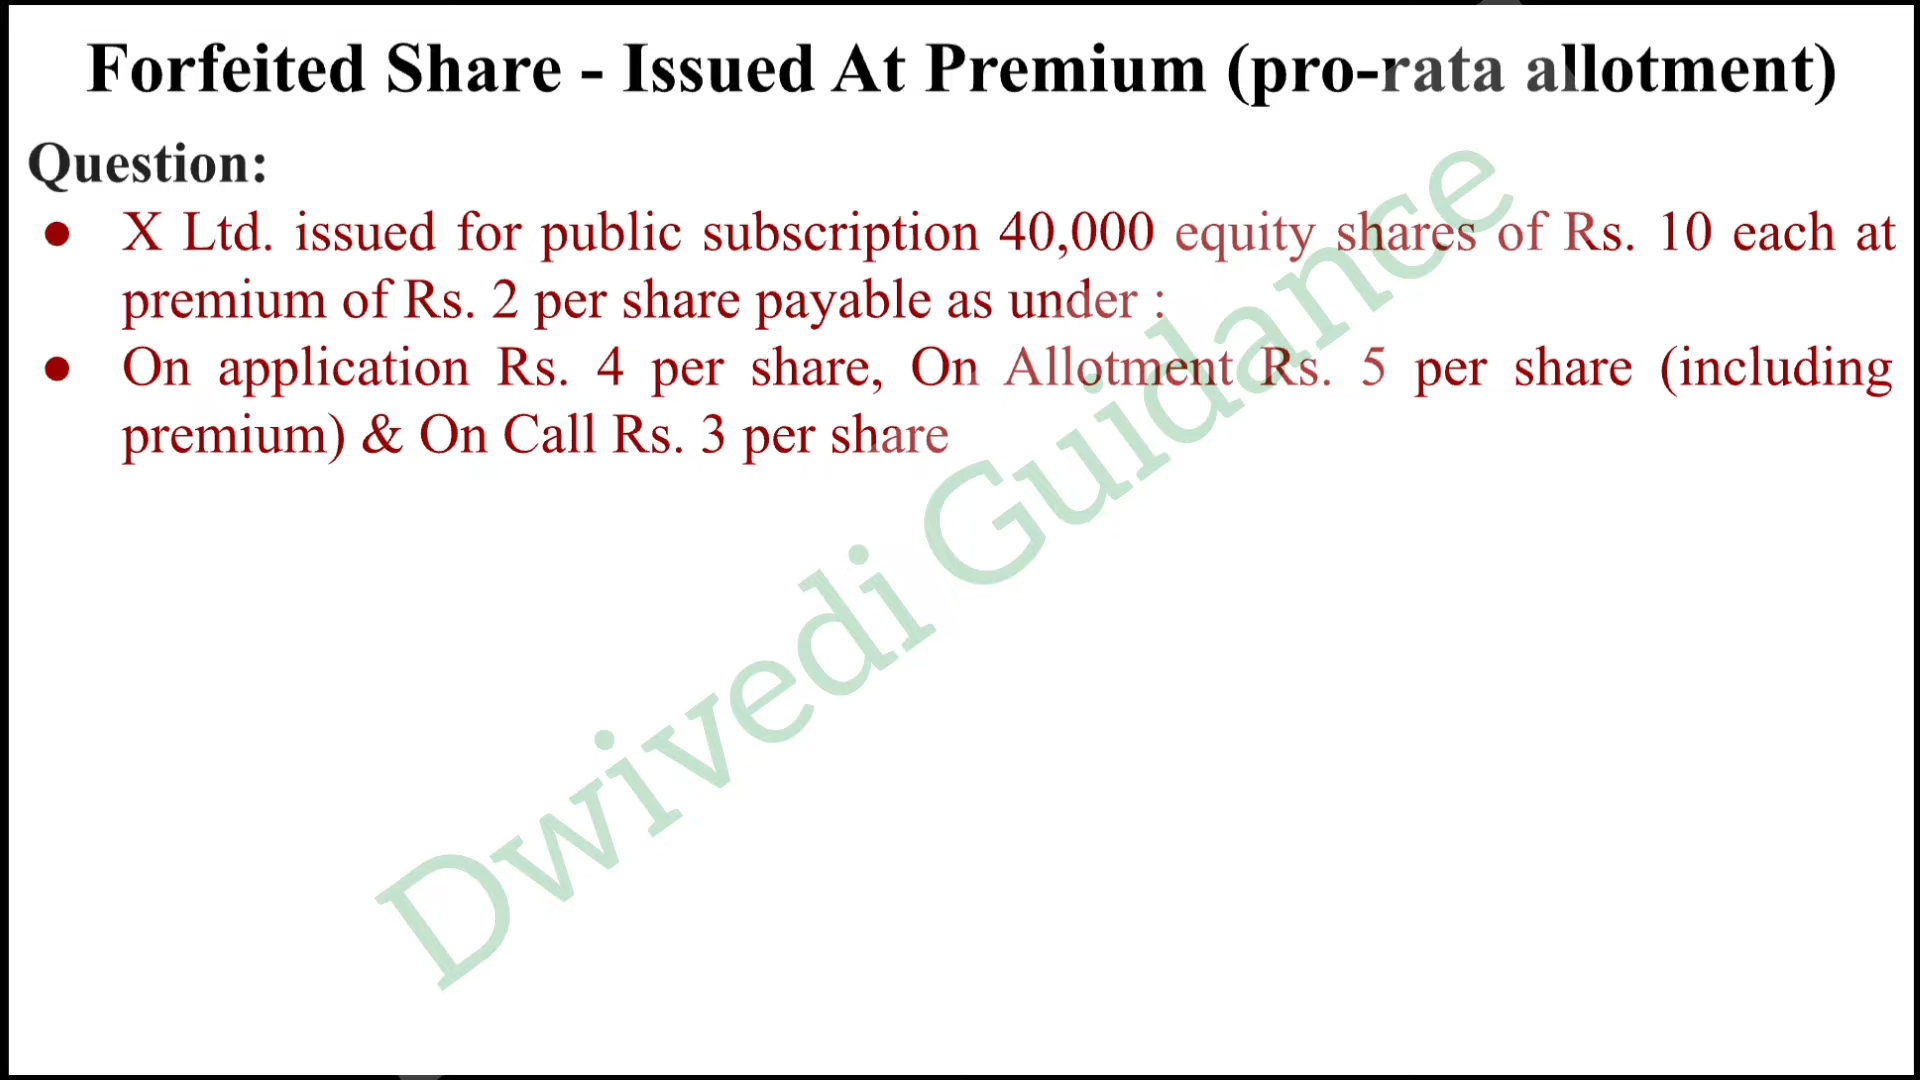 Forfeited Share - Issued At Premium (pro-rata allotment)
Question:
● X Ltd. issued for public subscription 40,000 equity shares of Rs. 10 each at
premium of Rs. 2 per share payable as under :
● On application Rs. 4 per share, On Allotment Rs. 5 per share (including
premium) & On Call Rs. 3 per share
Dwivedi Guidance